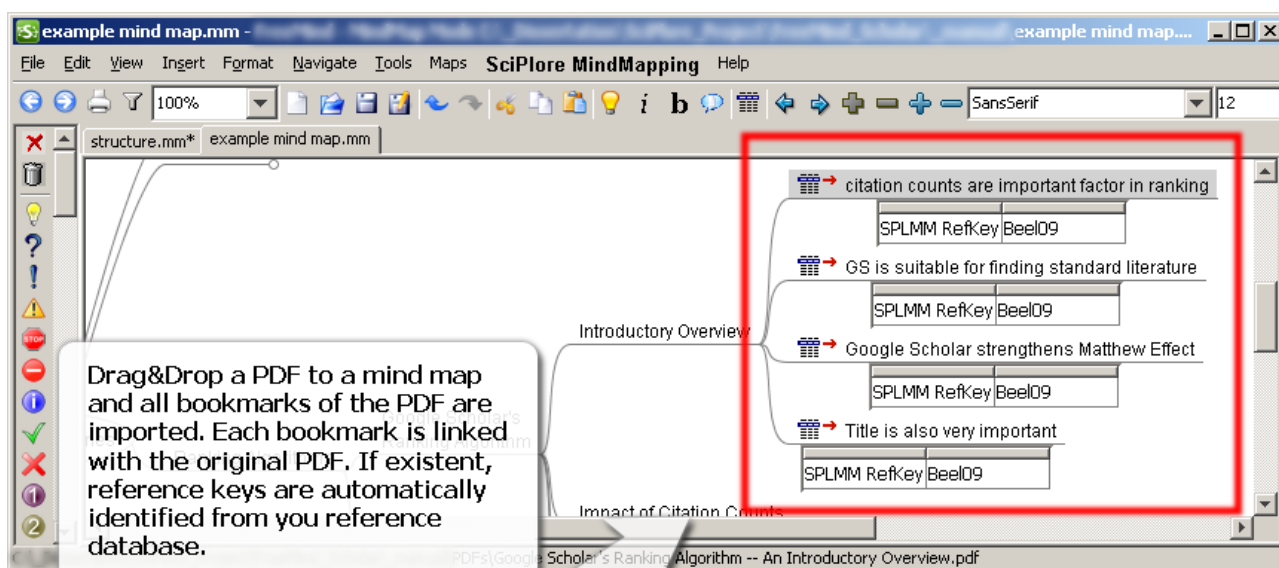 example mind map.mm -
example mind map....
File Edit View Insert Format Navigate Tools Maps SciPlore MindMapping Help
100%
i b
SansSerif
12
structure.mm* example mind map.mm
citation counts are important factor in ranking
SPLMM RefKey Beel09
GS is suitable for finding standard literature
SPLMM RefKey Beel09
Introductory Overview
Google Scholar strengthens Matthew Effect
SPLMM RefKey Beel09
Title is also very important
SPLMM RefKey Beel09
Impact of Citation Counts
STOP
1
2
Drag&Drop a PDF to a mind map
and all bookmarks of the PDF are
imported. Each bookmark is linked
with the original PDF. If existent,
reference keys are automatically
identified from you reference
database.
PDFs\Google Scholar's Ranking Algorithm -- An Introductory Overview.pdf